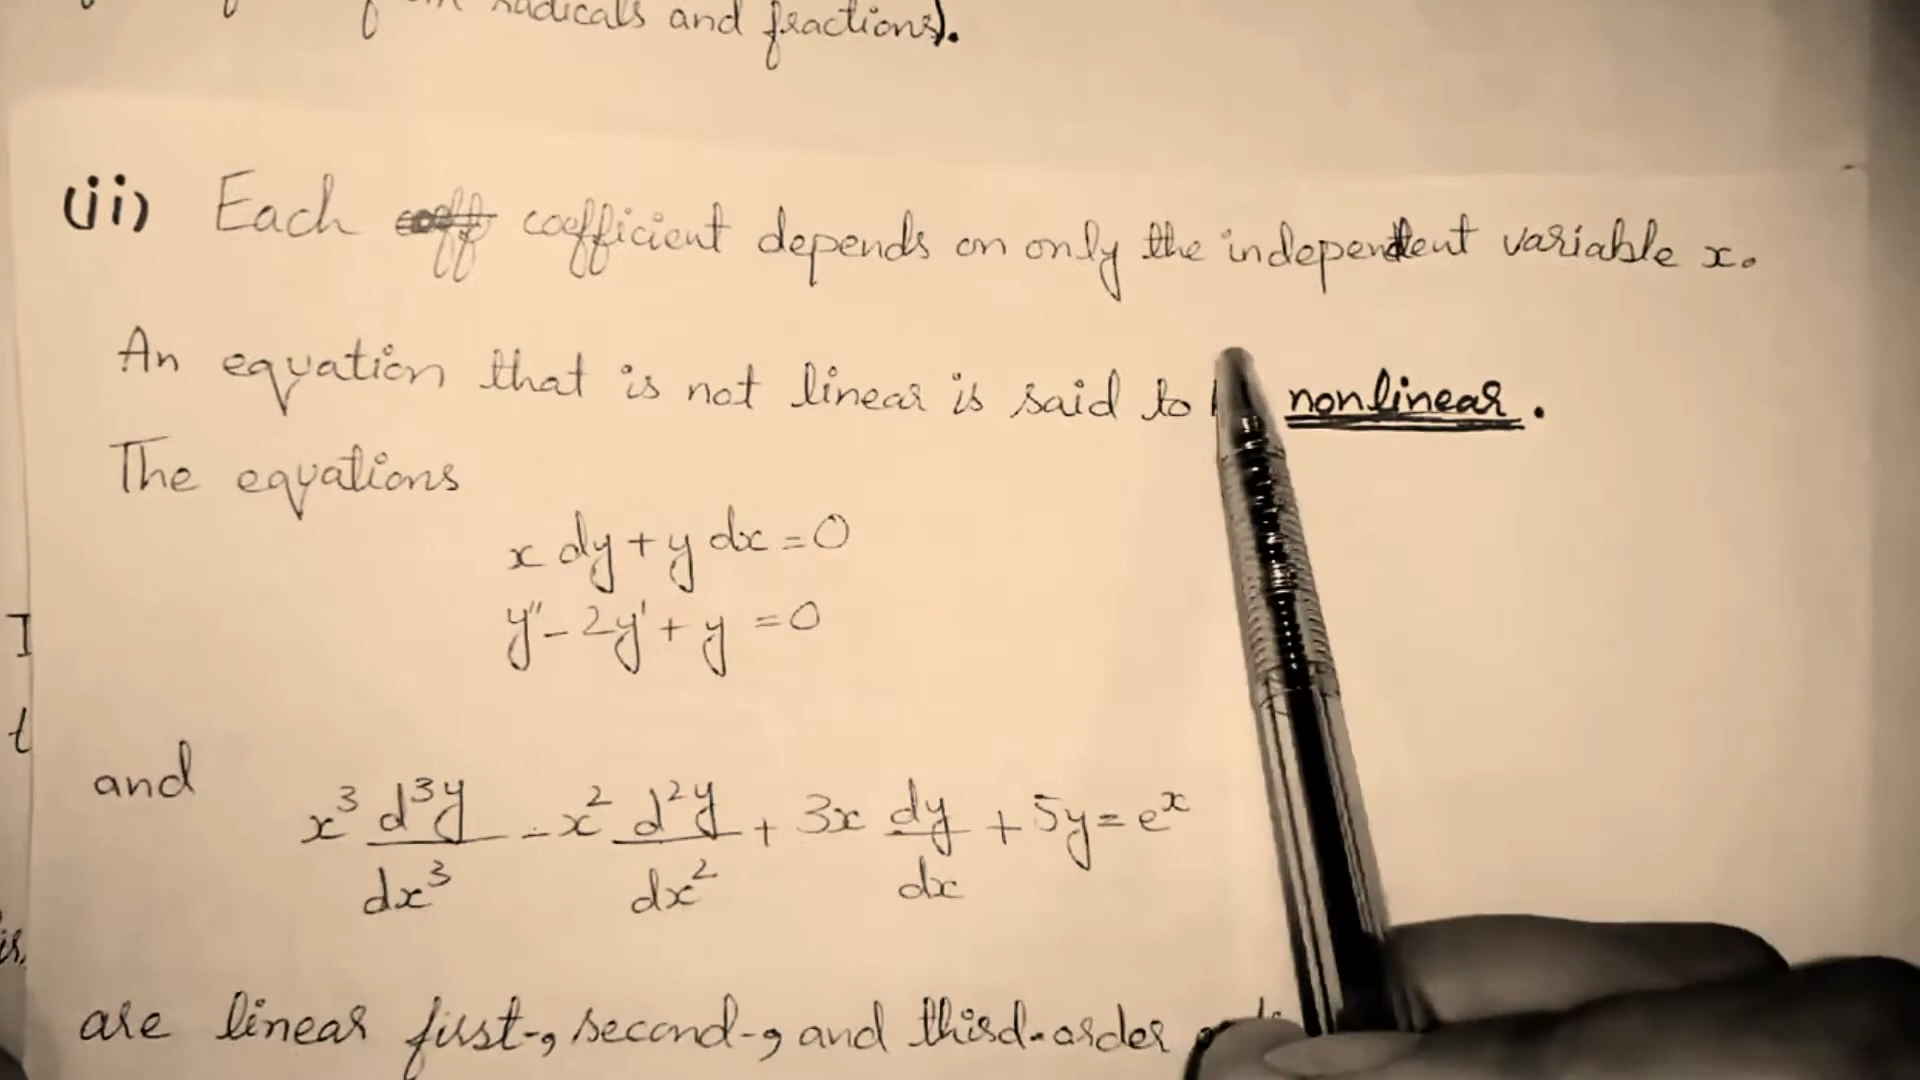 radicals and fractions).
(ii) Each coefficient depends on only the independent variable x.
An equation that is not linear is said to nonlinear.
The equations
x dy + y dx = 0
y'' - 2y' + y = 0
and
x³ d³y/dx³ - x² d²y/dx² + 3x dy/dx + 5y = eˣ
are linear first-, second-, and third-order